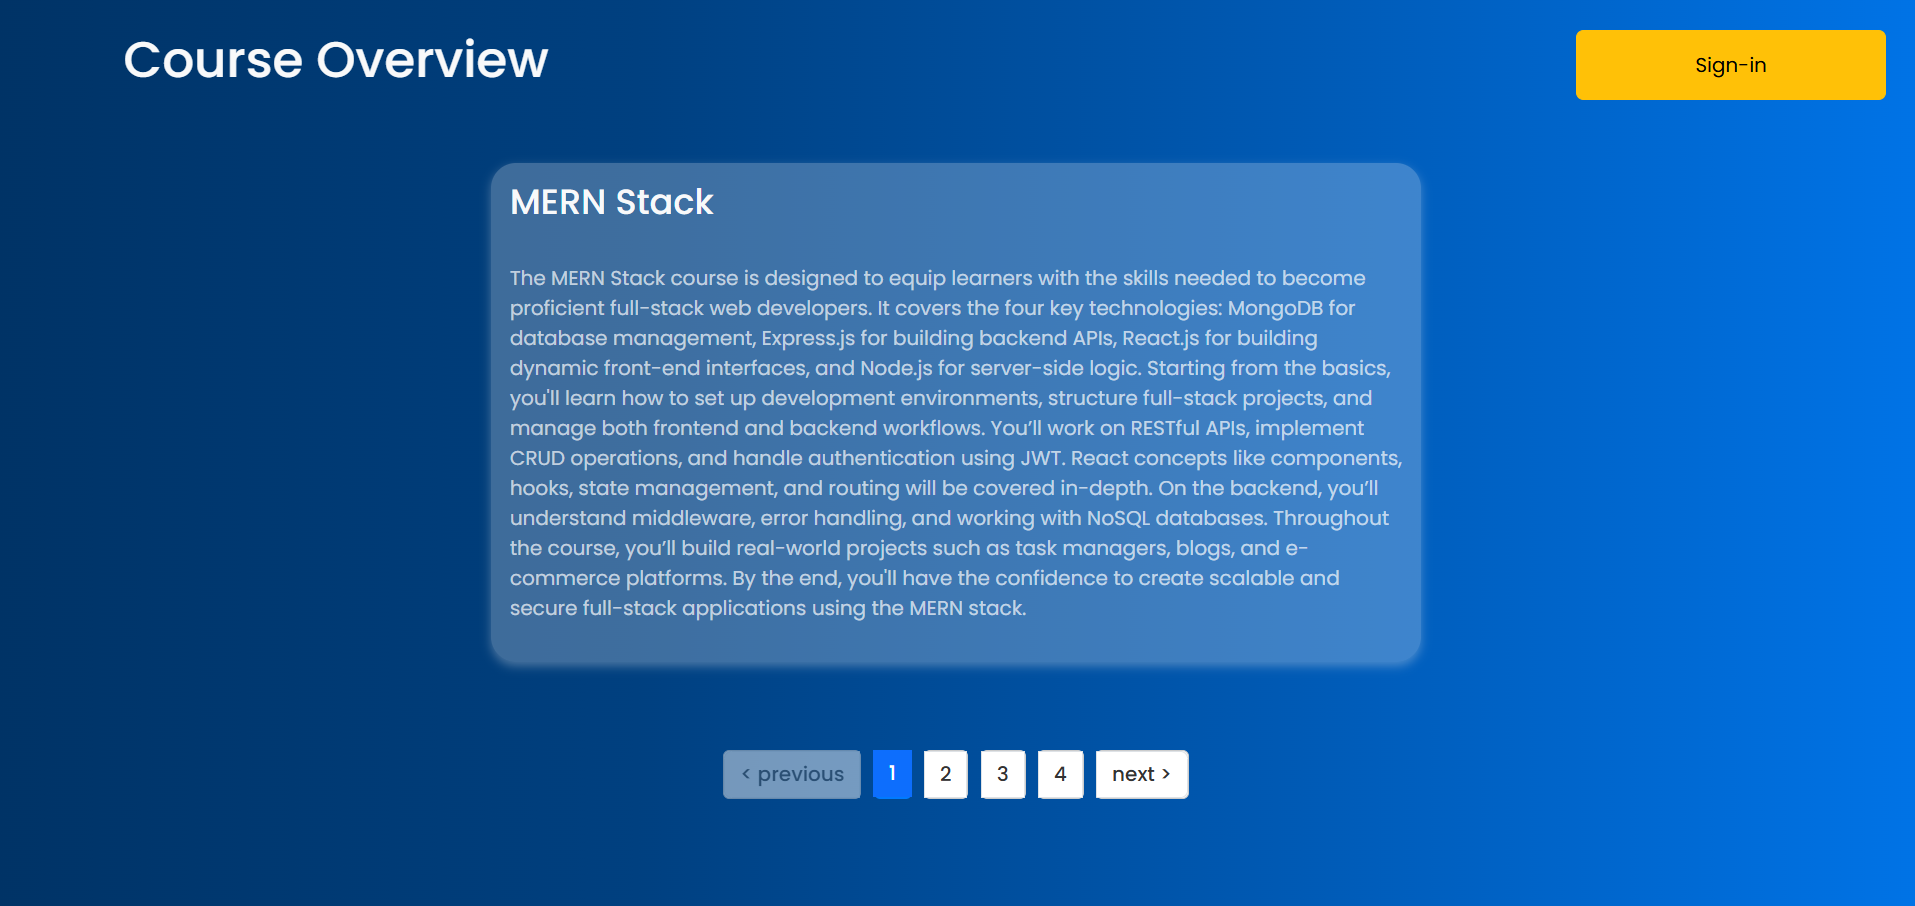 Course Overview
Sign-in
MERN Stack
The MERN Stack course is designed to equip learners with the skills needed to become
proficient full-stack web developers. It covers the four key technologies: MongoDB for
database management, Express.js for building backend APIs, React.js for building
dynamic front-end interfaces, and Node.js for server-side logic. Starting from the basics,
you'll learn how to set up development environments, structure full-stack projects, and
manage both frontend and backend workflows. You’ll work on RESTful APIs, implement
CRUD operations, and handle authentication using JWT. React concepts like components,
hooks, state management, and routing will be covered in-depth. On the backend, you’ll
understand middleware, error handling, and working with NoSQL databases. Throughout
the course, you’ll build real-world projects such as task managers, blogs, and e-
commerce platforms. By the end, you'll have the confidence to create scalable and
secure full-stack applications using the MERN stack.
< previous 1 2 3 4 next >